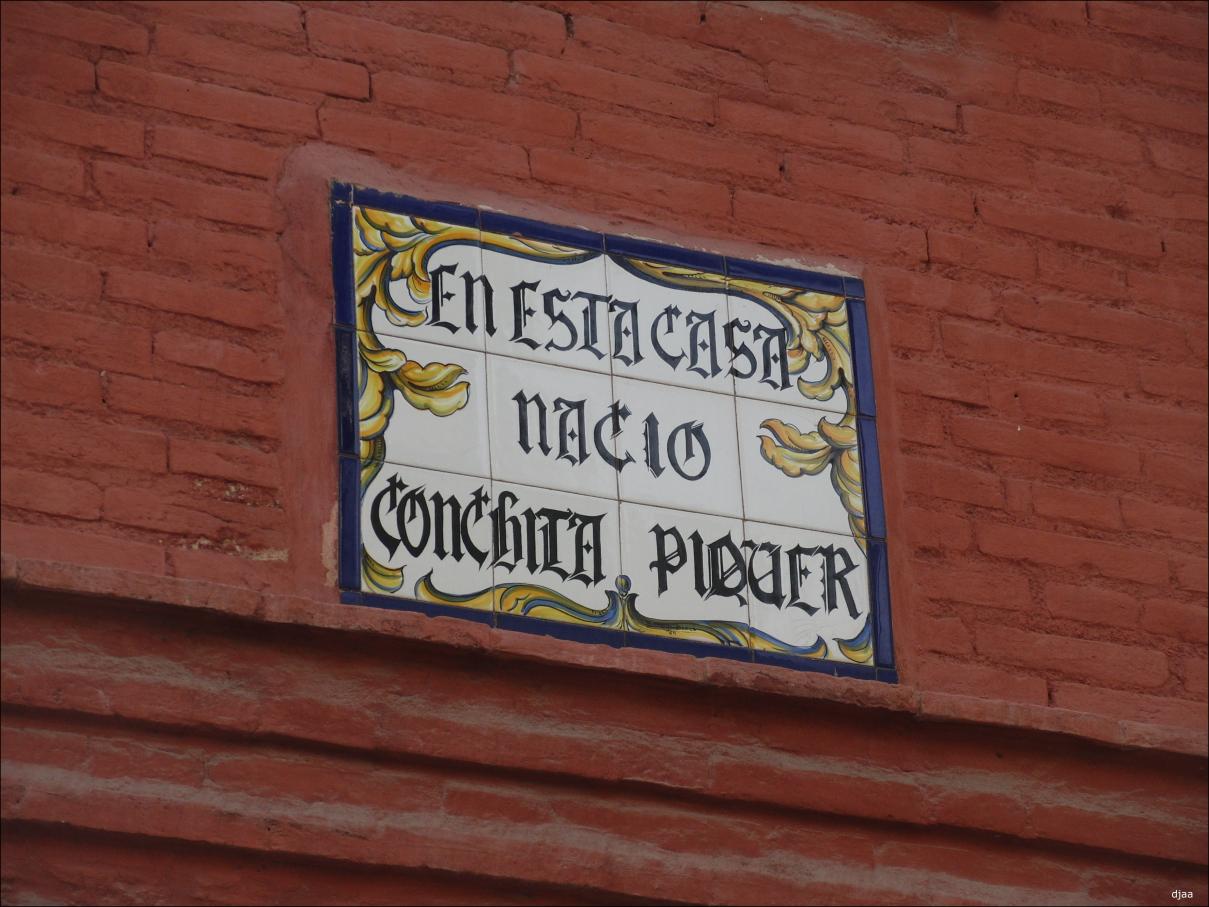 En ESTA CASA
nACIO
COnChITA PIQUER
djaa